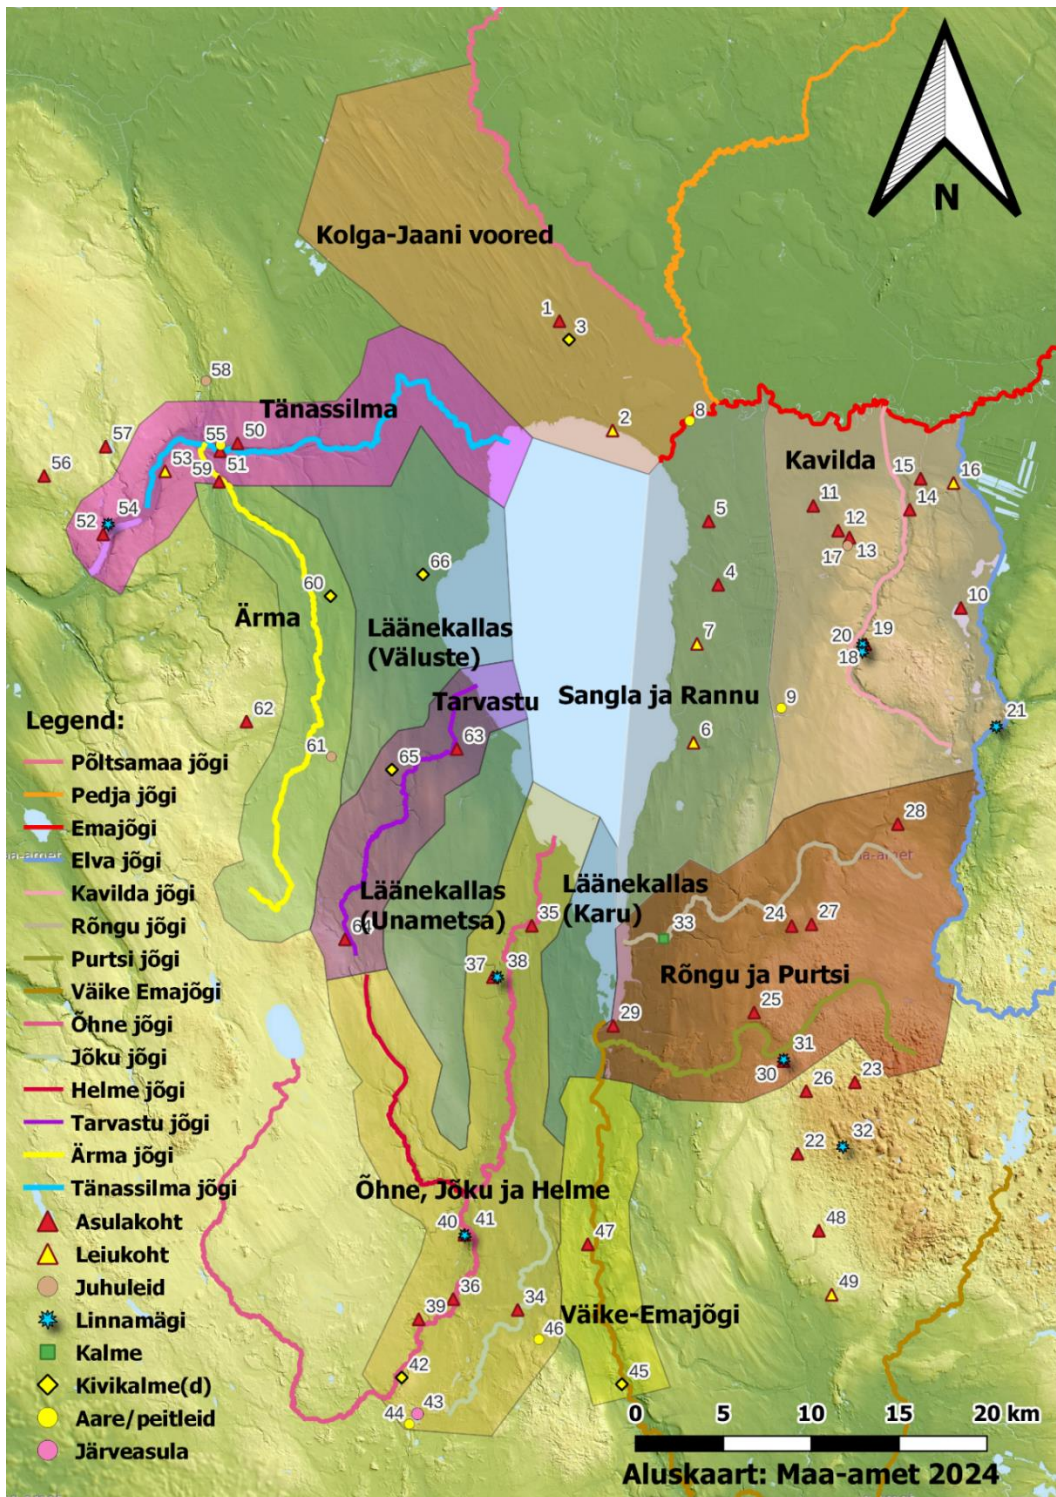 N
Kolga-Jaani voored
1
3
2
8
58
Tänassilma
57
55
50
56
53
59
51
54
52
Kavilda
15
16
11
14
12
17
13
5
4
10
60
66
Ärma
Läänekallas
(Väluste)
7
20
19
18
Tarvastu
Sangla ja Rannu
9
21
62
61
65
63
6
28
maa-amet
Läänekallas
(Unametsa)
Läänekallas
(Karu)
64
35
33
24
27
37
38
Rõngu ja Purtsi
29
25
31
30
26
23
22
32
Õhne, Jõku ja Helme
40
41
47
48
36
39
34
46
49
Väike-Emajõgi
42
45
43
44
Legend:
Põltsamaa jõgi
Pedja jõgi
Emajõgi
Elva jõgi
Kavilda jõgi
Rõngu jõgi
Purtsi jõgi
Väike Emajõgi
Õhne jõgi
Jõku jõgi
Helme jõgi
Tarvastu jõgi
Ärma jõgi
Tänassilma jõgi
Asulakoht
Leiukoht
Juhuleid
Linnamägi
Kalme
Kivikalme(d)
Aare/peitleid
Järveasula
0 5 10 15 20 km
Aluskaart: Maa-amet 2024